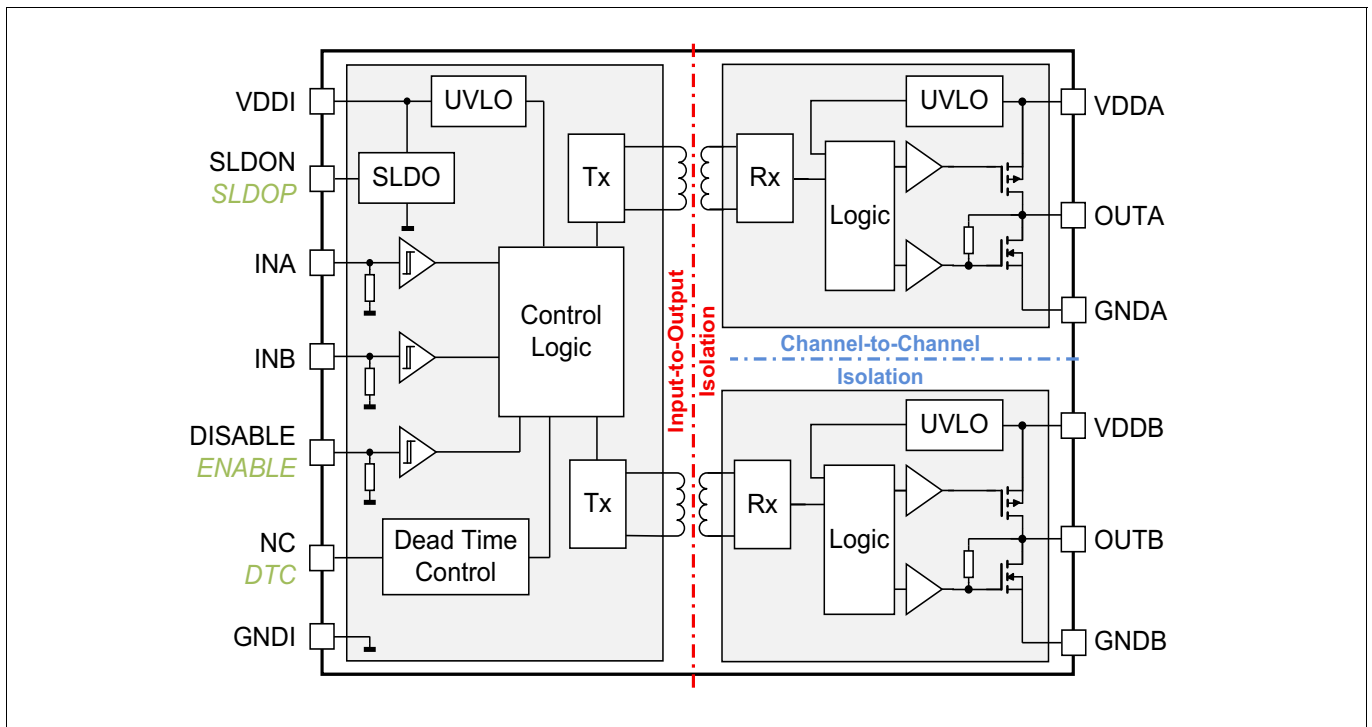 VDDI
SLDON
SLDOP
INA
INB
DISABLE
ENABLE
NC
DTC
GNDI
UVLO
SLDO
Control
Logic
Dead Time
Control
Tx
Tx
Input-to-Output
Isolation
Channel-to-Channel
Isolation
UVLO
Rx
Logic
VDDA
OUTA
GNDA
UVLO
Rx
Logic
VDDB
OUTB
GNDB